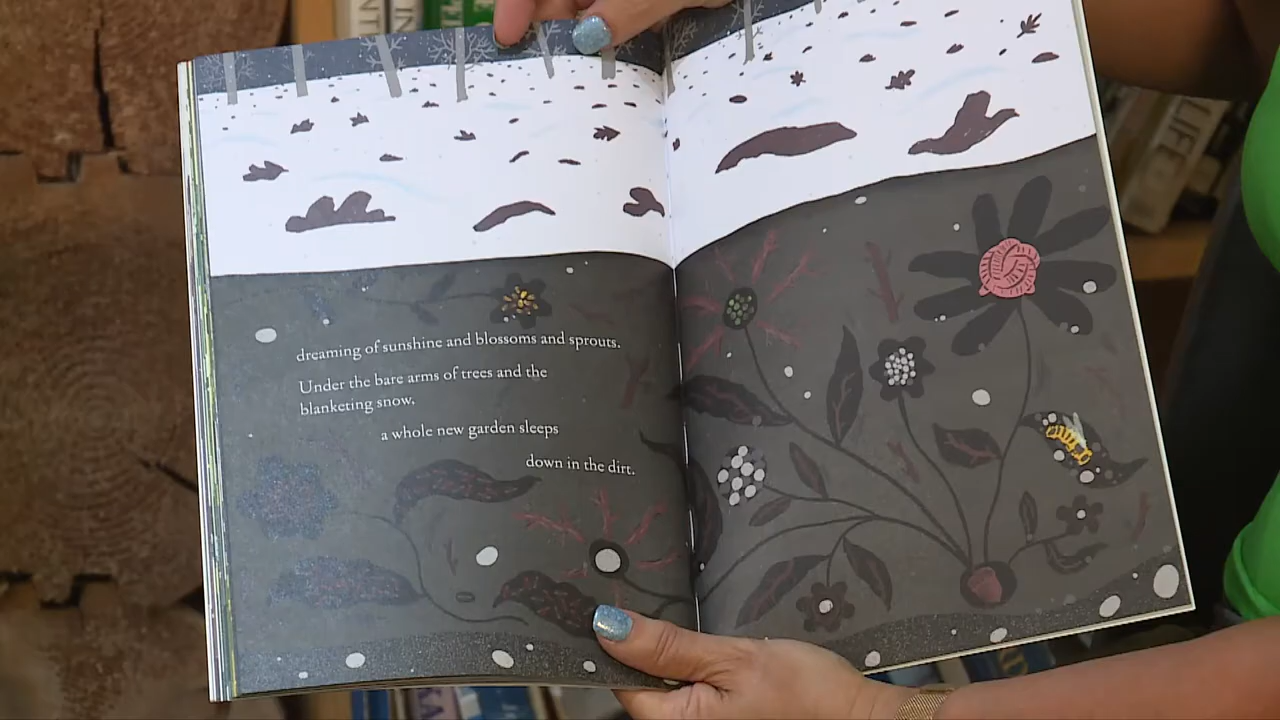 dreaming of sunshine and blossoms and sprouts.
Under the bare arms of trees and the
blanketing snow,
a whole new garden sleeps
down in the dirt.
LIFE